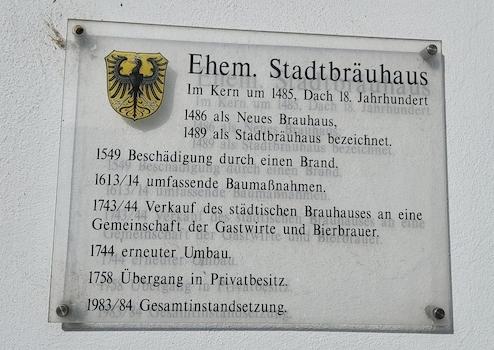 Ehem. Stadtbräuhaus
Im Kern um 1485, Dach 18. Jahrhundert
1486 als Neues Brauhaus,
1489 als Stadtbräuhaus bezeichnet.
1549 Beschädigung durch einen Brand.
1613/14 umfassende Baumaßnahmen.
1743/44 Verkauf des städtischen Brauhauses an eine
Gemeinschaft der Gastwirte und Bierbrauer.
1744 erneuter Umbau.
1758 Übergang in Privatbesitz.
1983/84 Gesamtinstandsetzung.